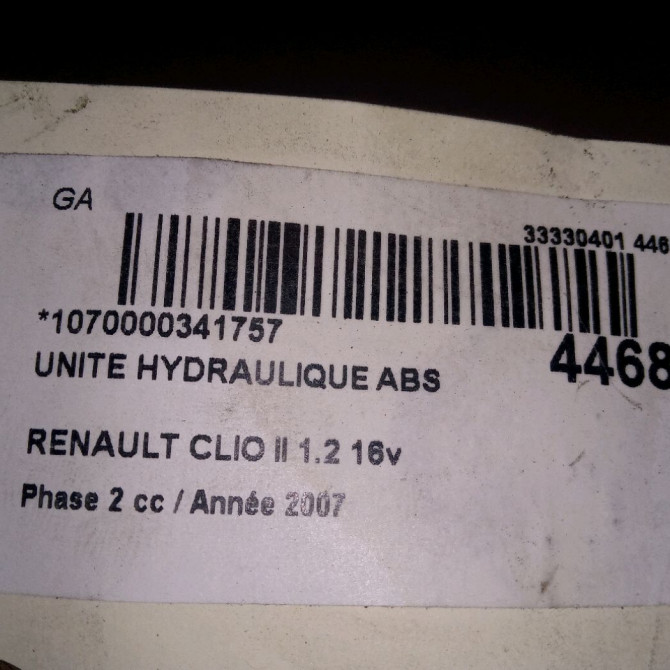 GA
33330401 446
*1070000341757
4468
UNITE HYDRAULIQUE ABS
RENAULT CLIO II 1.2 16v
Phase 2 cc / Année 2007